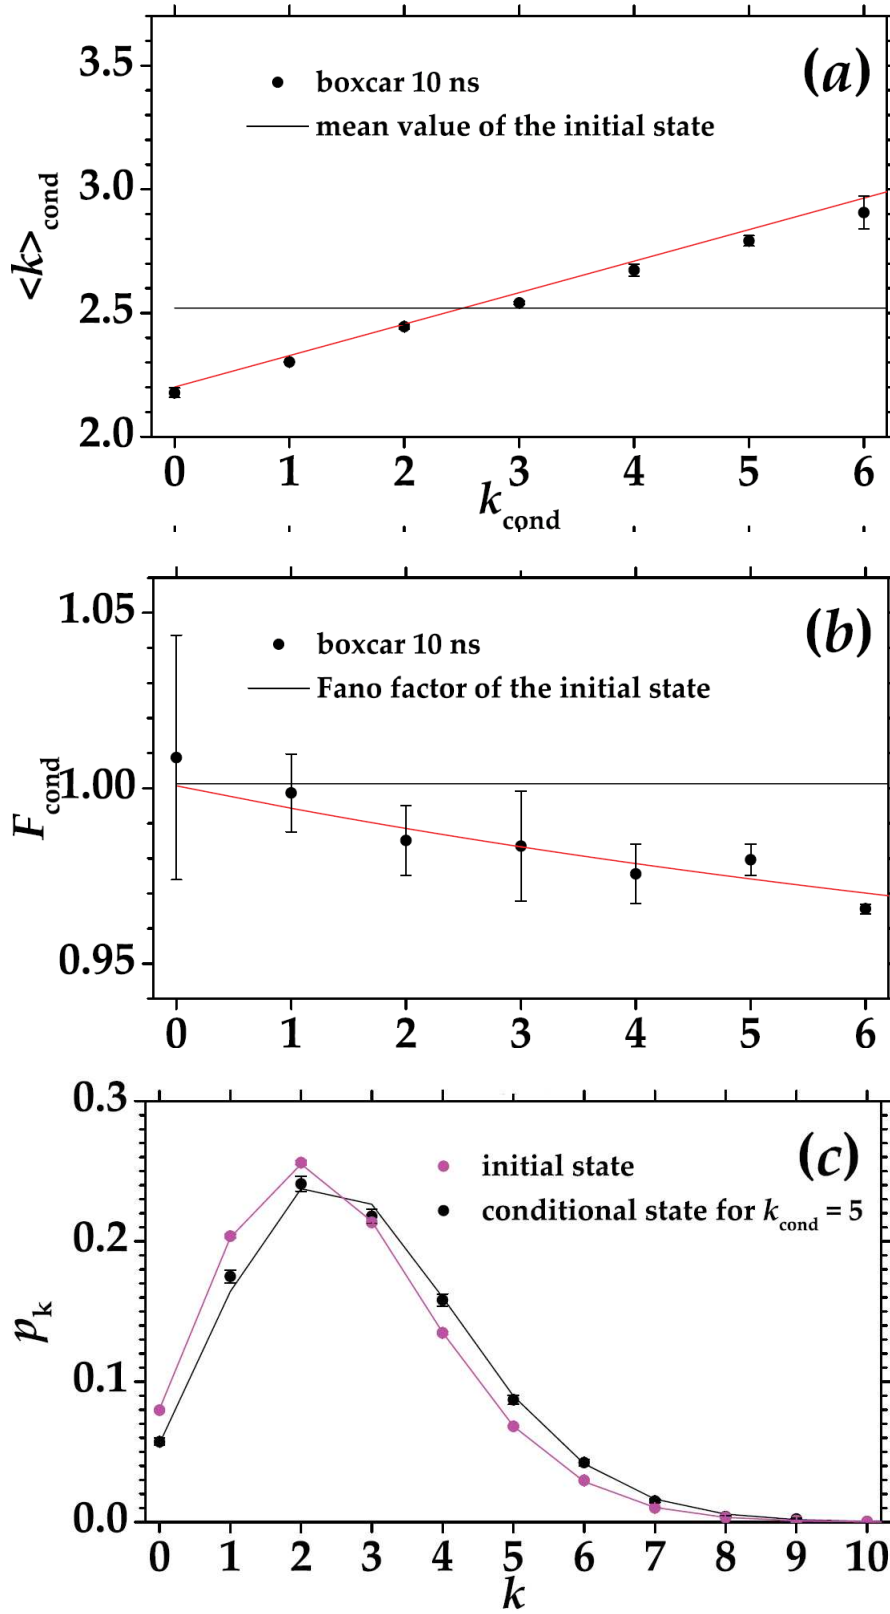 (a)
boxcar 10 ns
mean value of the initial state
<k>cond
3.5
3.0
2.5
2.0
0 1 2 3 4 5 6
kcond
(b)
boxcar 10 ns
Fano factor of the initial state
Fcond
1.05
1.00
0.95
0 1 2 3 4 5 6
(c)
initial state
conditional state for kcond = 5
pk
0.3
0.2
0.1
0.0
0 1 2 3 4 5 6 7 8 9 10
k